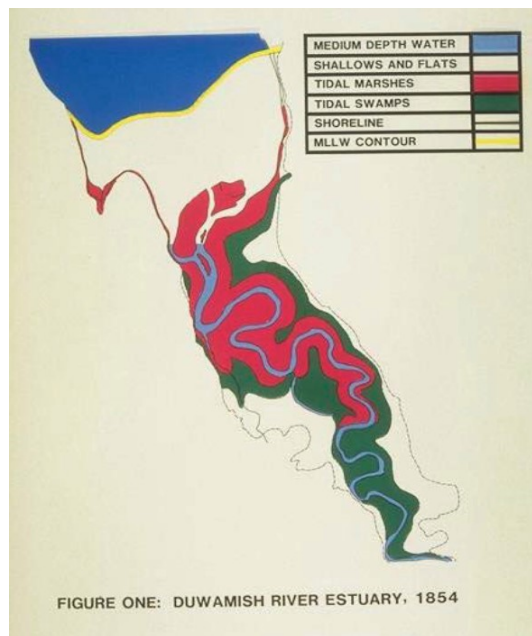 MEDIUM DEPTH WATER
SHALLOWS AND FLATS
TIDAL MARSHES
TIDAL SWAMPS
SHORELINE
MLLW CONTOUR
FIGURE ONE: DUWAMISH RIVER ESTUARY, 1854